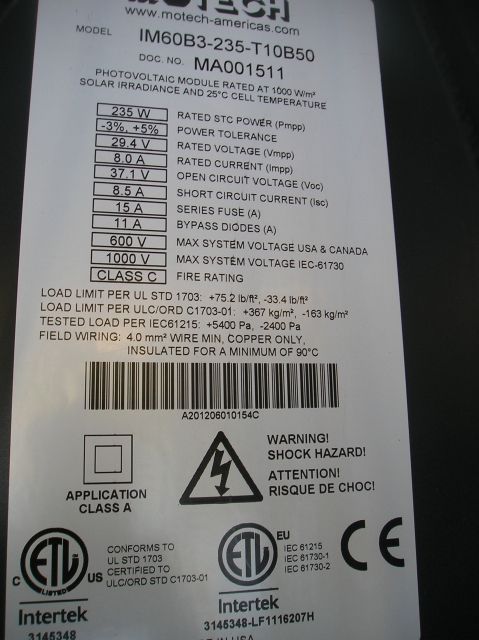 MOTECH
www.motech-americas.com
MODEL IM60B3-235-T10B50
DOC. NO. MA001511
PHOTOVOLTAIC MODULE RATED AT 1000 W/m²
SOLAR IRRADIANCE AND 25°C CELL TEMPERATURE
235 W RATED STC POWER (Pmpp)
-3%, +5% POWER TOLERANCE
29.4 V RATED VOLTAGE (Vmpp)
8.0 A RATED CURRENT (Impp)
37.1 V OPEN CIRCUIT VOLTAGE (Voc)
8.5 A SHORT CIRCUIT CURRENT (isc)
15 A SERIES FUSE (A)
11 A BYPASS DIODES (A)
600 V MAX SYSTEM VOLTAGE USA & CANADA
1000 V MAX SYSTEM VOLTAGE IEC-61730
CLASS C FIRE RATING
LOAD LIMIT PER UL STD 1703: +75.2 lb/ft², -33.4 lb/ft²
LOAD LIMIT PER ULC/ORD C1703-01: +367 kg/m², -163 kg/m²
TESTED LOAD PER IEC61215: +5400 Pa, -2400 Pa
FIELD WIRING: 4.0 mm² WIRE MIN, COPPER ONLY,
INSULATED FOR A MINIMUM OF 90°C
A201206010154C
WARNING!
SHOCK HAZARD!
ATTENTION!
RISQUE DE CHOC!
APPLICATION
CLASS A
C ETL LISTED US
CONFORMS TO
UL STD 1703
CERTIFIED TO
ULC/ORD STD C1703-01
Intertek
3145348
ETL EU
IEC 61215
IEC 61730-1
IEC 61730-2
Intertek
3145348-LF1116207H
CE
IN USA